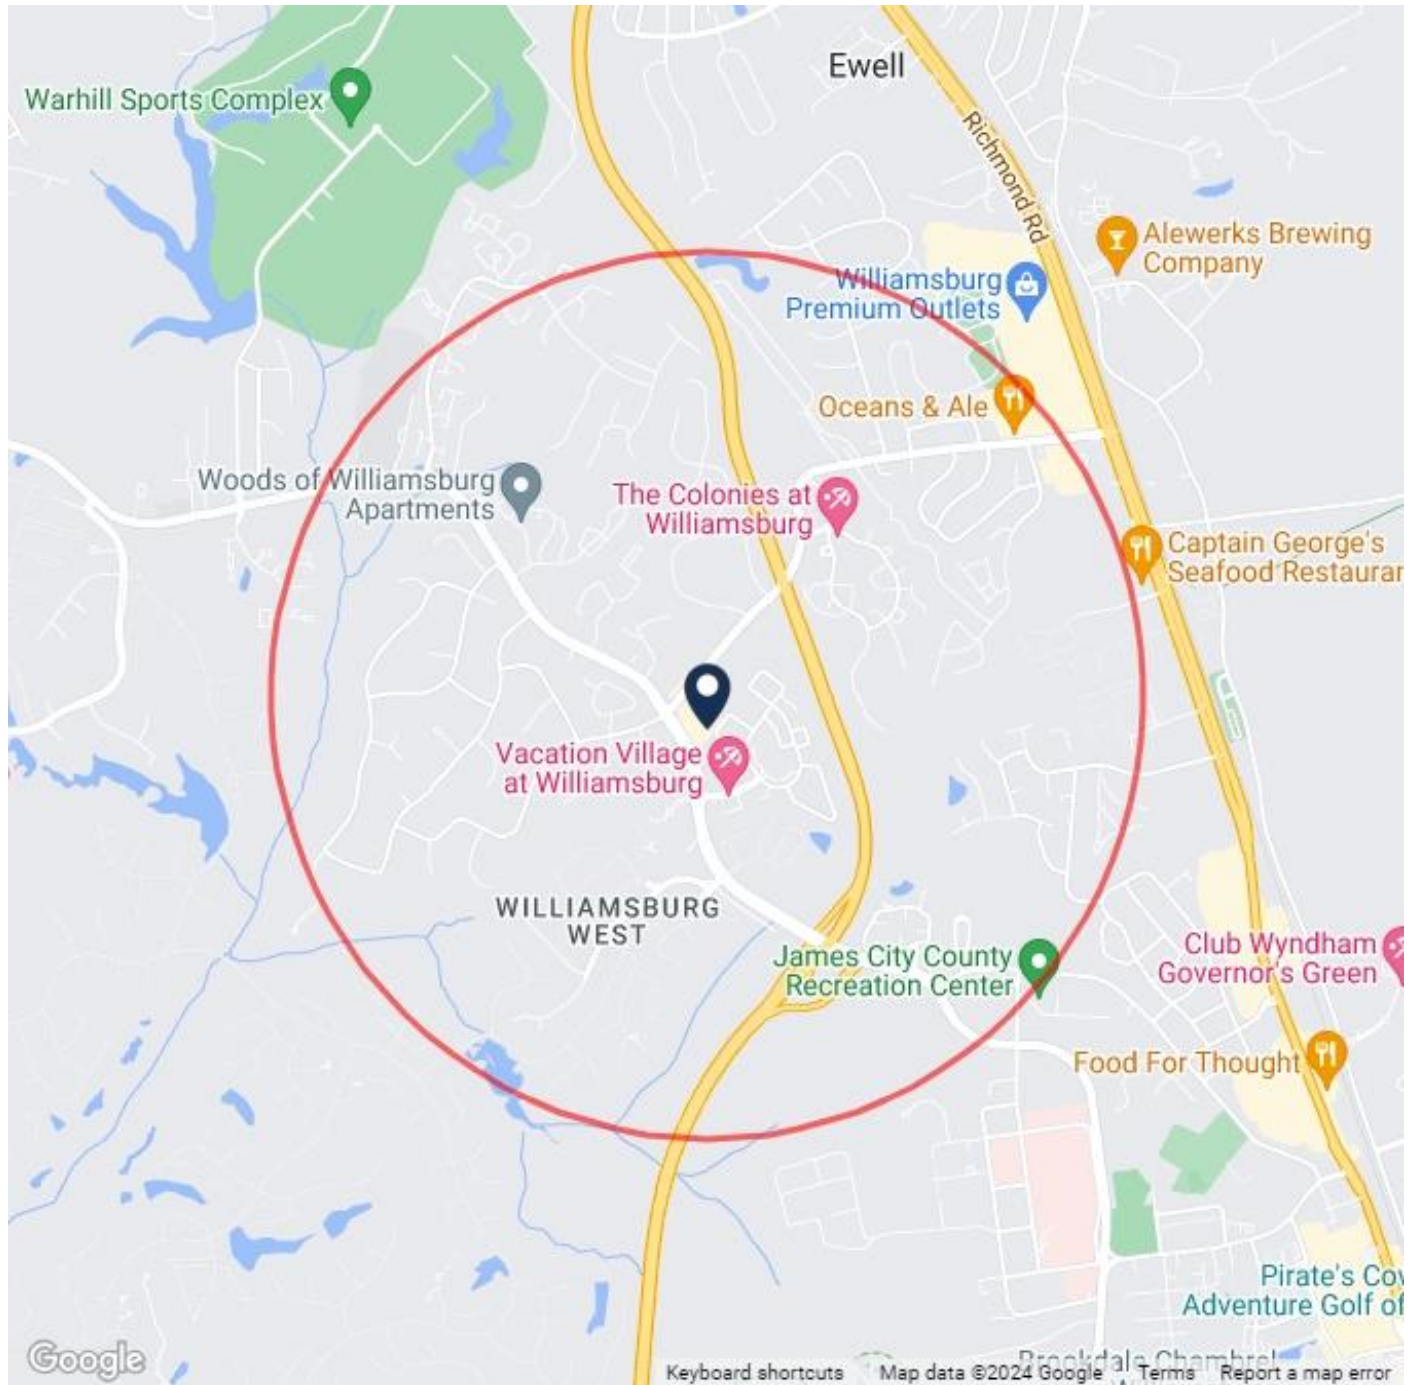 Ewell
Warhill Sports Complex
Richmond Rd
Alewerks Brewing
Company
Williamsburg
Premium Outlets
Oceans & Ale
Woods of Williamsburg
Apartments
The Colonies at
Williamsburg
Captain George's
Seafood Restaurar
Vacation Village
at Williamsburg
WILLIAMSBURG
WEST
James City County
Recreation Center
Club Wyndham
Governor's Green
Food For Thought
Pirate's Cov
Adventure Golf of
Brookdale Chambrel
Google
Keyboard shortcuts
Map data ©2024 Google
Terms
Report a map error